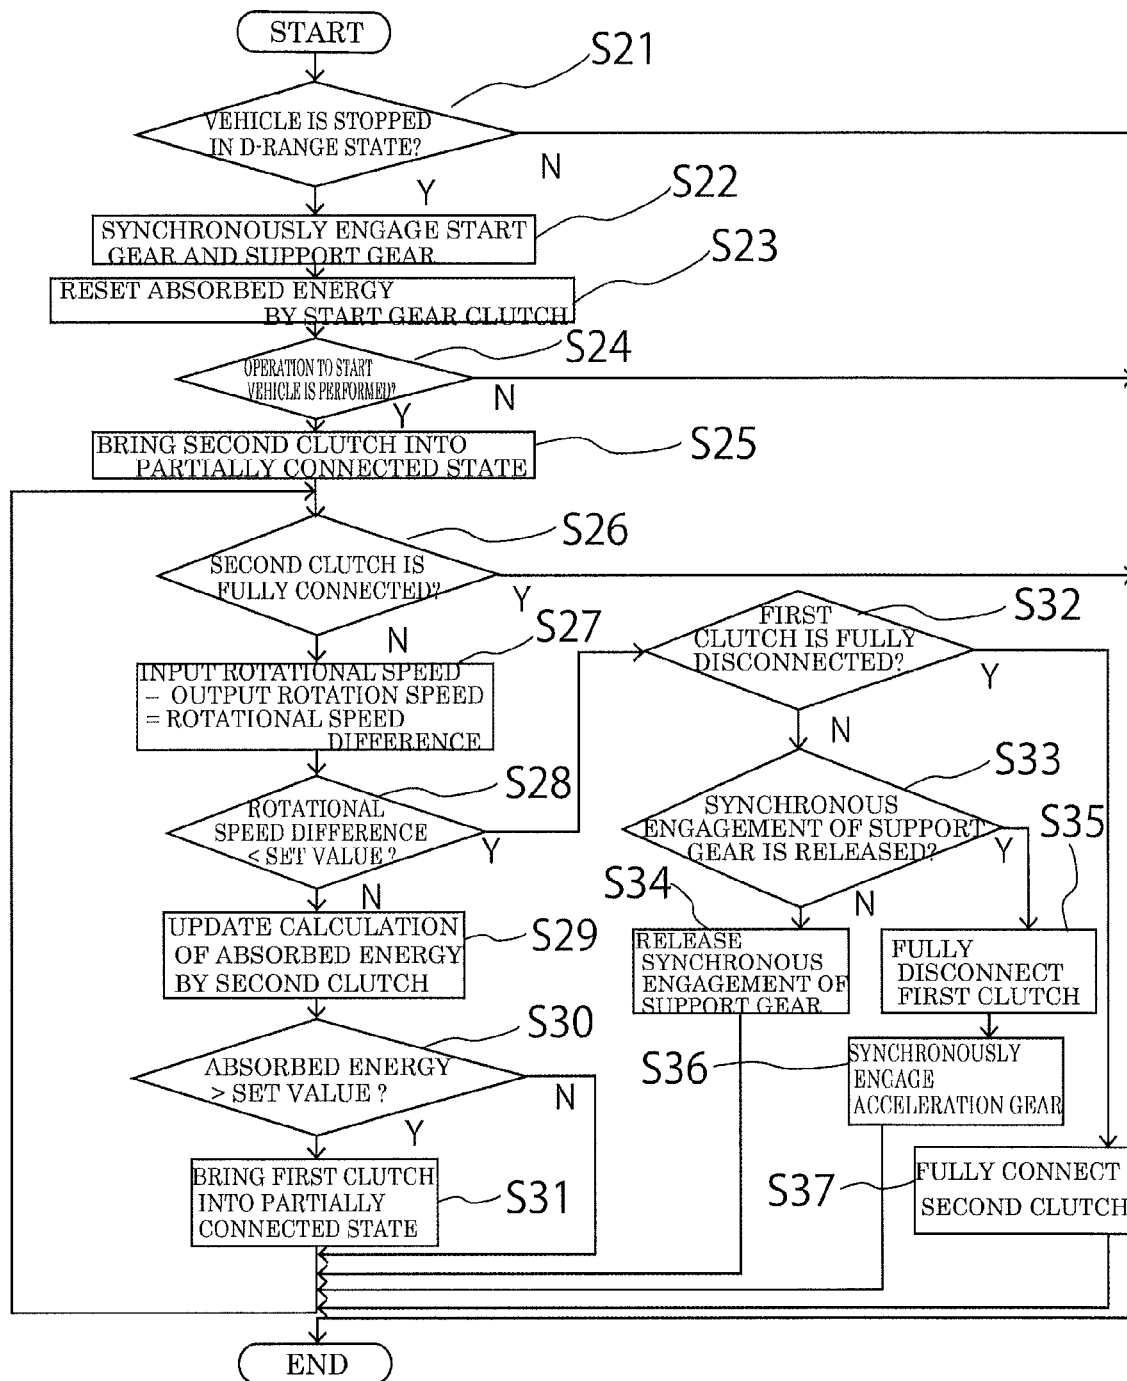 START
S21
VEHICLE IS STOPPED
IN D-RANGE STATE?
N
Y
S22
SYNCHRONOUSLY ENGAGE START
GEAR AND SUPPORT GEAR
S23
RESET ABSORBED ENERGY
BY START GEAR CLUTCH
S24
OPERATION TO START
VEHICLE IS PERFORMED?
N
Y
S25
BRING SECOND CLUTCH INTO
PARTIALLY CONNECTED STATE
S26
SECOND CLUTCH IS
FULLY CONNECTED?
Y
N
S27
INPUT ROTATIONAL SPEED
− OUTPUT ROTATION SPEED
= ROTATIONAL SPEED
DIFFERENCE
S28
ROTATIONAL
SPEED DIFFERENCE
< SET VALUE ?
Y
N
S29
UPDATE CALCULATION
OF ABSORBED ENERGY
BY SECOND CLUTCH
S30
ABSORBED ENERGY
> SET VALUE ?
N
Y
S31
BRING FIRST CLUTCH
INTO PARTIALLY
CONNECTED STATE
S32
FIRST
CLUTCH IS FULLY
DISCONNECTED?
Y
N
S33
SYNCHRONOUS
ENGAGEMENT OF SUPPORT
GEAR IS RELEASED?
Y
N
S34
RELEASE
SYNCHRONOUS
ENGAGEMENT OF
SUPPORT GEAR
S35
FULLY
DISCONNECT
FIRST CLUTCH
S36
SYNCHRONOUSLY
ENGAGE
ACCELERATION GEAR
S37
FULLY CONNECT
SECOND CLUTCH
END